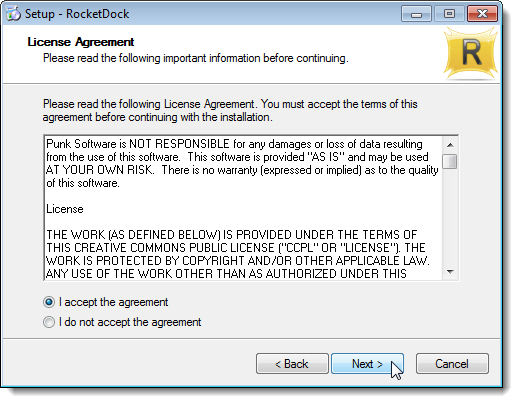 Setup - RocketDock
License Agreement
Please read the following important information before continuing.
R
Please read the following License Agreement. You must accept the terms of this
agreement before continuing with the installation.
Punk Software is NOT RESPONSIBLE for any damages or loss of data resulting
from the use of this software.  This software is provided "AS IS" and may be used
AT YOUR OWN RISK.  There is no warranty (expressed or implied) as to the quality
of this software.
License
THE WORK (AS DEFINED BELOW) IS PROVIDED UNDER THE TERMS OF
THIS CREATIVE COMMONS PUBLIC LICENSE ("CCPL" OR "LICENSE"). THE
WORK IS PROTECTED BY COPYRIGHT AND/OR OTHER APPLICABLE LAW.
ANY USE OF THE WORK OTHER THAN AS AUTHORIZED UNDER THIS
I accept the agreement
I do not accept the agreement
< Back
Next >
Cancel